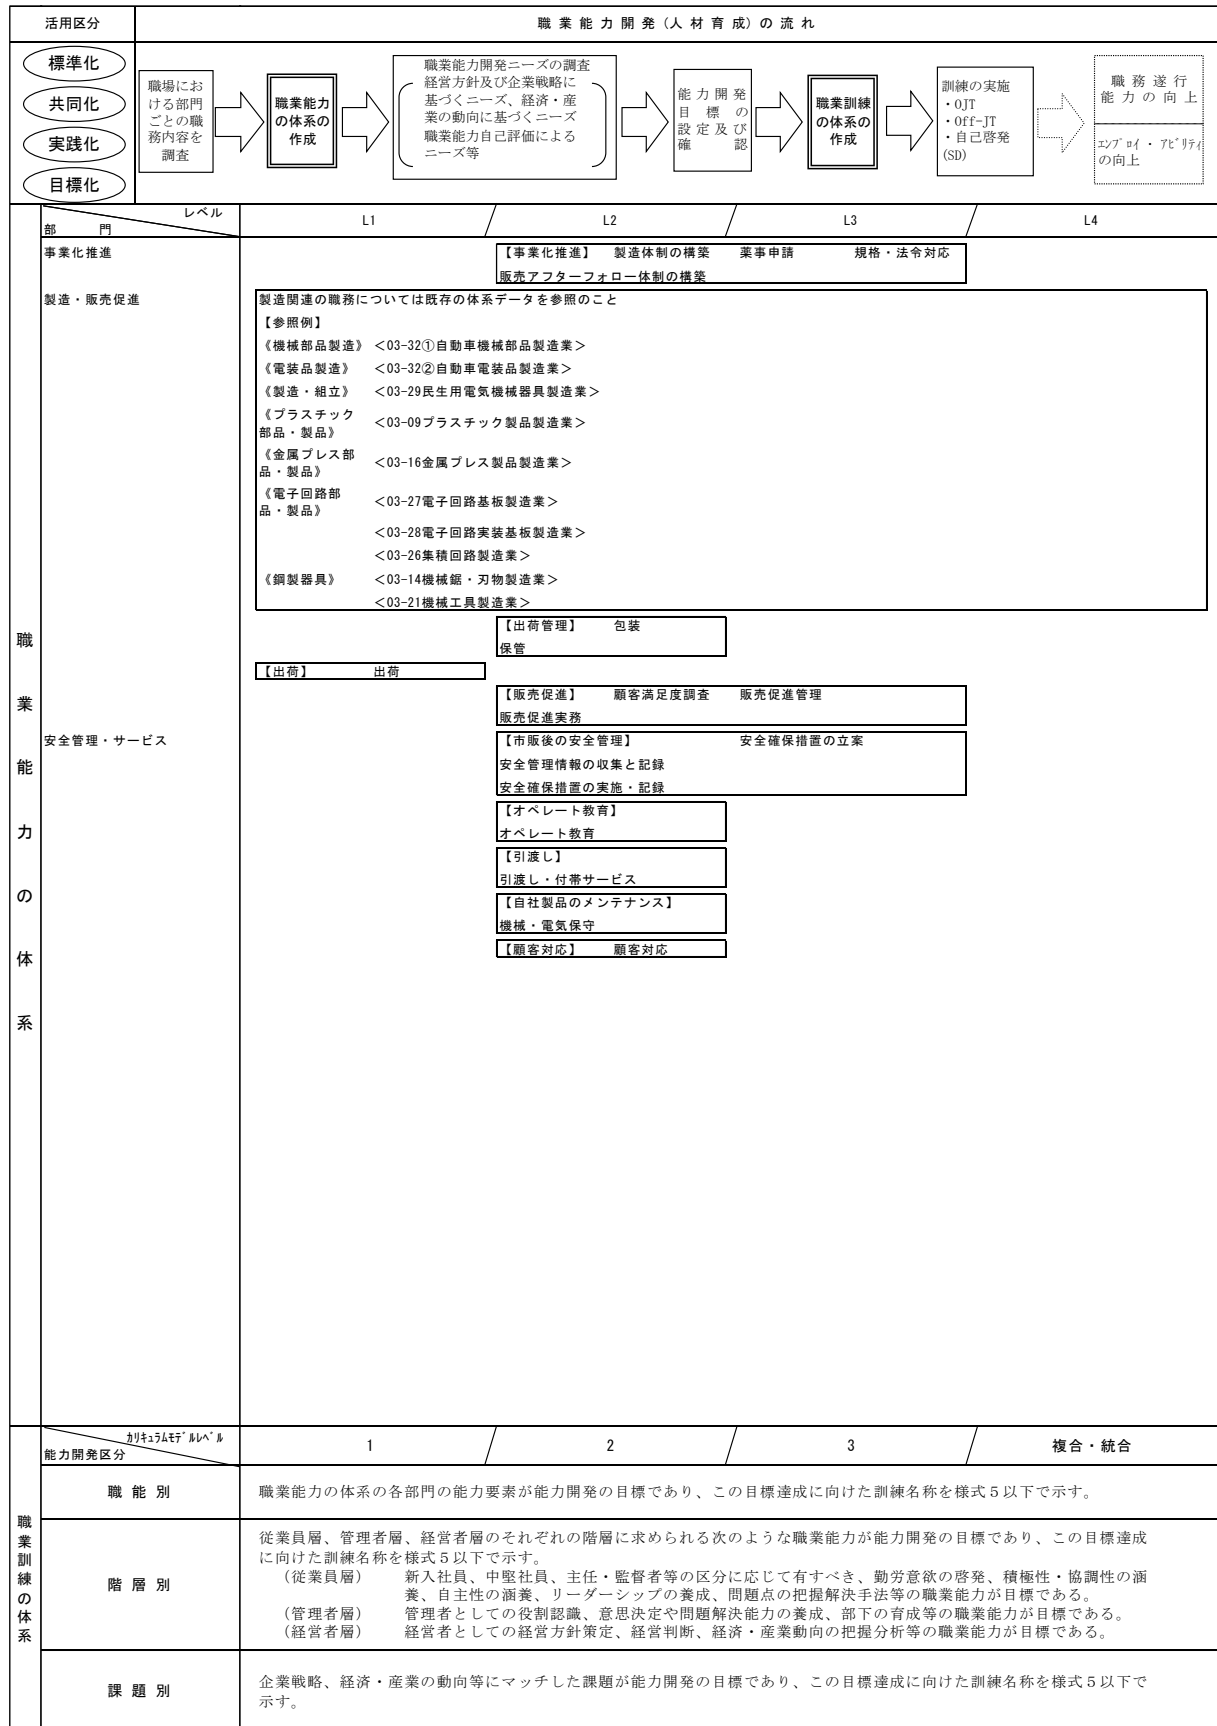 活用区分
職業能力開発(人材育成)の流れ
標準化
共同化
実践化
目標化
職場にお
ける部門
ごとの職
務内容を
調査
職業能力
の体系の
作成
職業能力開発ニーズの調査
経営方針及び企業戦略に
基づくニーズ、経済・産
業の動向に基づくニーズ
職業能力自己評価による
ニーズ等
能力開発
目標の
設定及び
確認
職業訓練
の体系の
作成
訓練の実施
・OJT
・Off-JT
・自己啓発
(SD)
職務遂行
能力の向上
エンプロイ・アビリティ
の向上
レベル
部 門
L1
L2
L3
L4
職業能力の体系
事業化推進
【事業化推進】 製造体制の構築 薬事申請 規格・法令対応
販売アフターフォロー体制の構築
製造・販売促進
製造関連の職務については既存の体系データを参照のこと
【参照例】
《機械部品製造》 <03-32①自動車機械部品製造業>
《電装品製造》 <03-32②自動車電装品製造業>
《製造・組立》 <03-29民生用電気機械器具製造業>
《プラスチック
部品・製品》 <03-09プラスチック製品製造業>
《金属プレス部
品・製品》 <03-16金属プレス製品製造業>
《電子回路部
品・製品》 <03-27電子回路基板製造業>
<03-28電子回路実装基板製造業>
<03-26集積回路製造業>
《鋼製器具》 <03-14機械鋸・刃物製造業>
<03-21機械工具製造業>
【出荷管理】 包装
保管
【出荷】 出荷
【販売促進】 顧客満足度調査 販売促進管理
販売促進実務
安全管理・サービス
【市販後の安全管理】 安全確保措置の立案
安全管理情報の収集と記録
安全確保措置の実施・記録
【オペレート教育】
オペレート教育
【引渡し】
引渡し・付帯サービス
【自社製品のメンテナンス】
機械・電気保守
【顧客対応】 顧客対応
職業訓練の体系
カリキュラムモデルレベル
能力開発区分
1
2
3
複合・統合
職能別
職業能力の体系の各部門の能力要素が能力開発の目標であり、この目標達成に向けた訓練名称を様式5以下で示す。
階層別
従業員層、管理者層、経営者層のそれぞれの階層に求められる次のような職業能力が能力開発の目標であり、この目標達成
に向けた訓練名称を様式5以下で示す。
(従業員層) 新入社員、中堅社員、主任・監督者等の区分に応じて有すべき、勤労意欲の啓発、積極性・協調性の涵
養、自主性の涵養、リーダーシップの養成、問題点の把握解決手法等の職業能力が目標である。
(管理者層) 管理者としての役割認識、意思決定や問題解決能力の養成、部下の育成等の職業能力が目標である。
(経営者層) 経営者としての経営方針策定、経営判断、経済・産業動向の把握分析等の職業能力が目標である。
課題別
企業戦略、経済・産業の動向等にマッチした課題が能力開発の目標であり、この目標達成に向けた訓練名称を様式5以下で
示す。